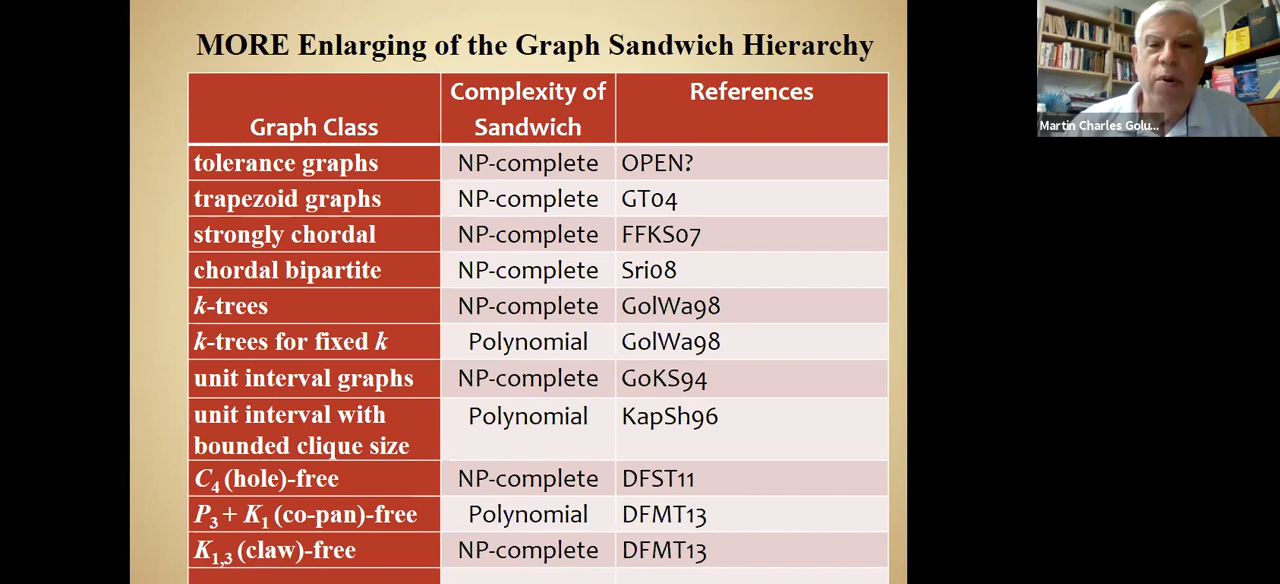 MORE Enlarging of the Graph Sandwich Hierarchy
Graph Class
Complexity of
Sandwich
References
tolerance graphs NP-complete OPEN?
trapezoid graphs NP-complete GT04
strongly chordal NP-complete FFKS07
chordal bipartite NP-complete Sri08
k-trees NP-complete GolWa98
k-trees for fixed k Polynomial GolWa98
unit interval graphs NP-complete GoKS94
unit interval with Polynomial KapSh96
bounded clique size
C4 (hole)-free NP-complete DFST11
P3 + K1 (co-pan)-free Polynomial DFMT13
K1,3 (claw)-free NP-complete DFMT13
Martin Charles Golu...